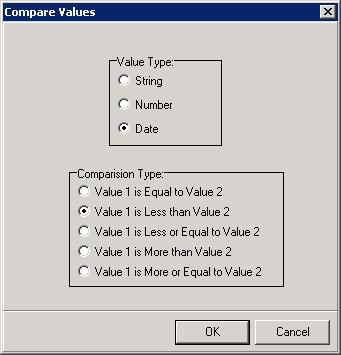 Compare Values
Value Type:
String
Number
Date
Comparision Type:
Value 1 is Equal to Value 2
Value 1 is Less than Value 2
Value 1 is Less or Equal to Value 2
Value 1 is More than Value 2
Value 1 is More or Equal to Value 2
OK
Cancel